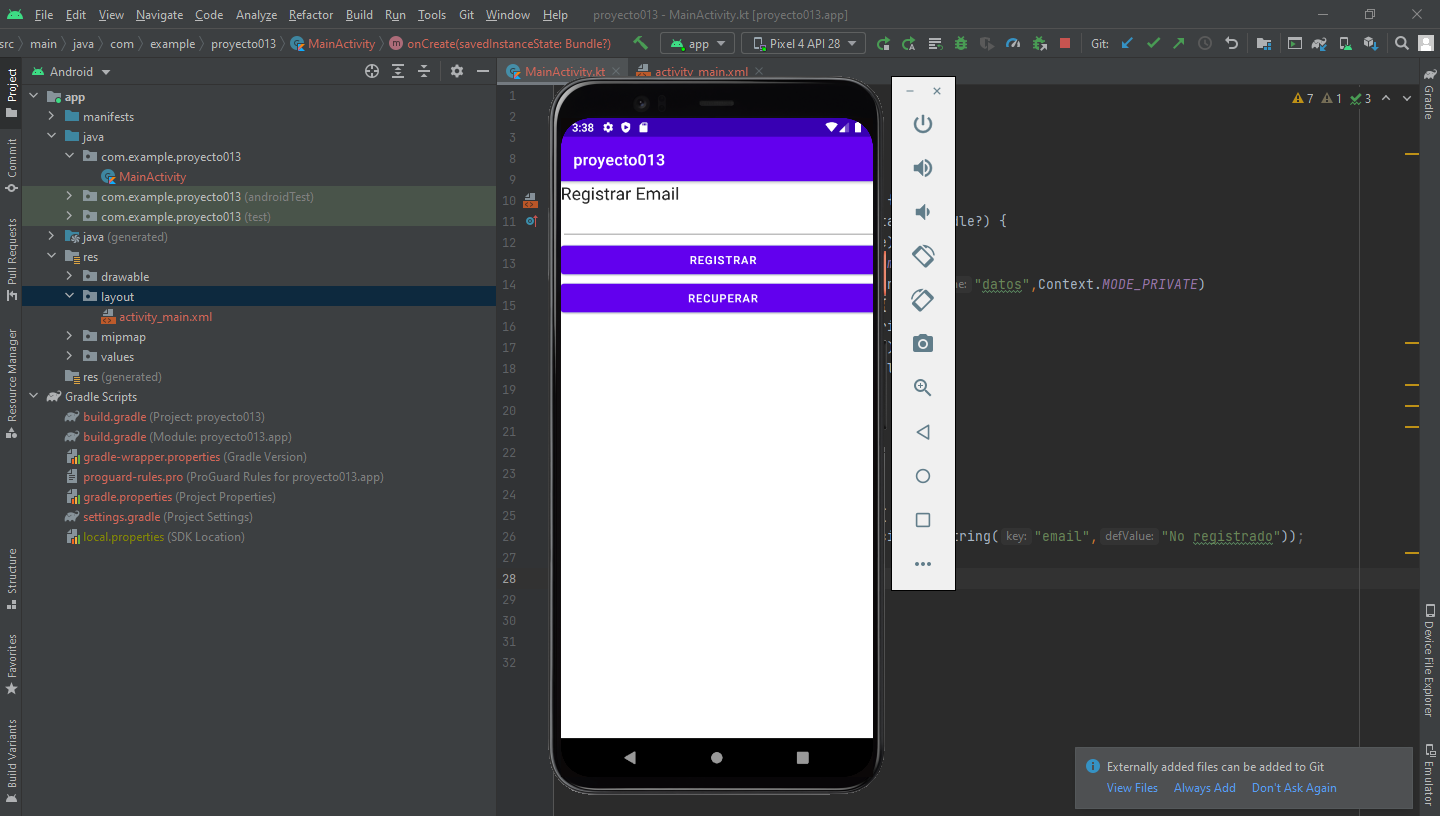 File Edit View Navigate Code Analyze Refactor Build Run Tools Git Window Help proyecto013 - MainActivity.kt [proyecto013.app]
src main java com example proyecto013 MainActivity m onCreate(savedInstanceState: Bundle?) app Pixel 4 API 28 Git:
Project
Commit
Pull Requests
Resource Manager
Structure
Favorites
Build Variants
Android
app
manifests
java
com.example.proyecto013
MainActivity
com.example.proyecto013 (androidTest)
com.example.proyecto013 (test)
java (generated)
res
drawable
layout
activity_main.xml
mipmap
values
res (generated)
Gradle Scripts
build.gradle (Project: proyecto013)
build.gradle (Module: proyecto013.app)
gradle-wrapper.properties (Gradle Version)
proguard-rules.pro (ProGuard Rules for proyecto013.app)
gradle.properties (Project Properties)
settings.gradle (Project Settings)
local.properties (SDK Location)
MainActivity.kt activity_main.xml
7 1 3
1
2
3
8
9
10 {
11 dle?) {
12
13
14 "datos",Context.MODE_PRIVATE)
15
16
17
18
19
20
21
22
23
24
25
26 tring( key: "email", defValue: "No registrado"));
27
28
29
30
31
32
3:38
proyecto013
Registrar Email
REGISTRAR
RECUPERAR
Gradle
Device File Explorer
Emulator
Externally added files can be added to Git
View Files Always Add Don't Ask Again